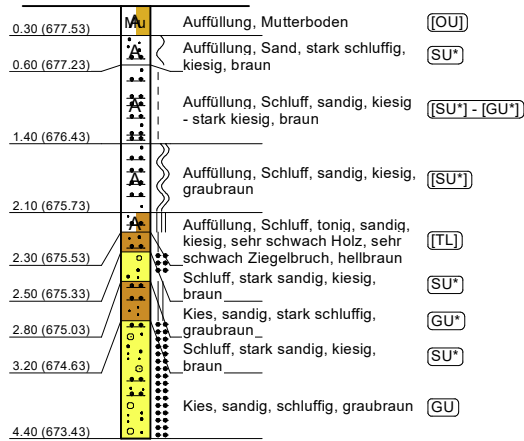 Mu
A
Auffüllung, Mutterboden
[OU]
0.30 (677.53)
A
Auffüllung, Sand, stark schluffig,
kiesig, braun
SU*
0.60 (677.23)
A
Auffüllung, Schluff, sandig, kiesig
- stark kiesig, braun
[SU*] - [GU*]
1.40 (676.43)
A
Auffüllung, Schluff, sandig, kiesig,
graubraun
[SU*]
2.10 (675.73)
A
Auffüllung, Schluff, tonig, sandig,
kiesig, sehr schwach Holz, sehr
schwach Ziegelbruch, hellbraun
[TL]
2.30 (675.53)
Schluff, stark sandig, kiesig,
braun
SU*
2.50 (675.33)
Kies, sandig, stark schluffig,
graubraun
GU*
2.80 (675.03)
Schluff, stark sandig, kiesig,
braun
SU*
3.20 (674.63)
Kies, sandig, schluffig, graubraun
GU
4.40 (673.43)